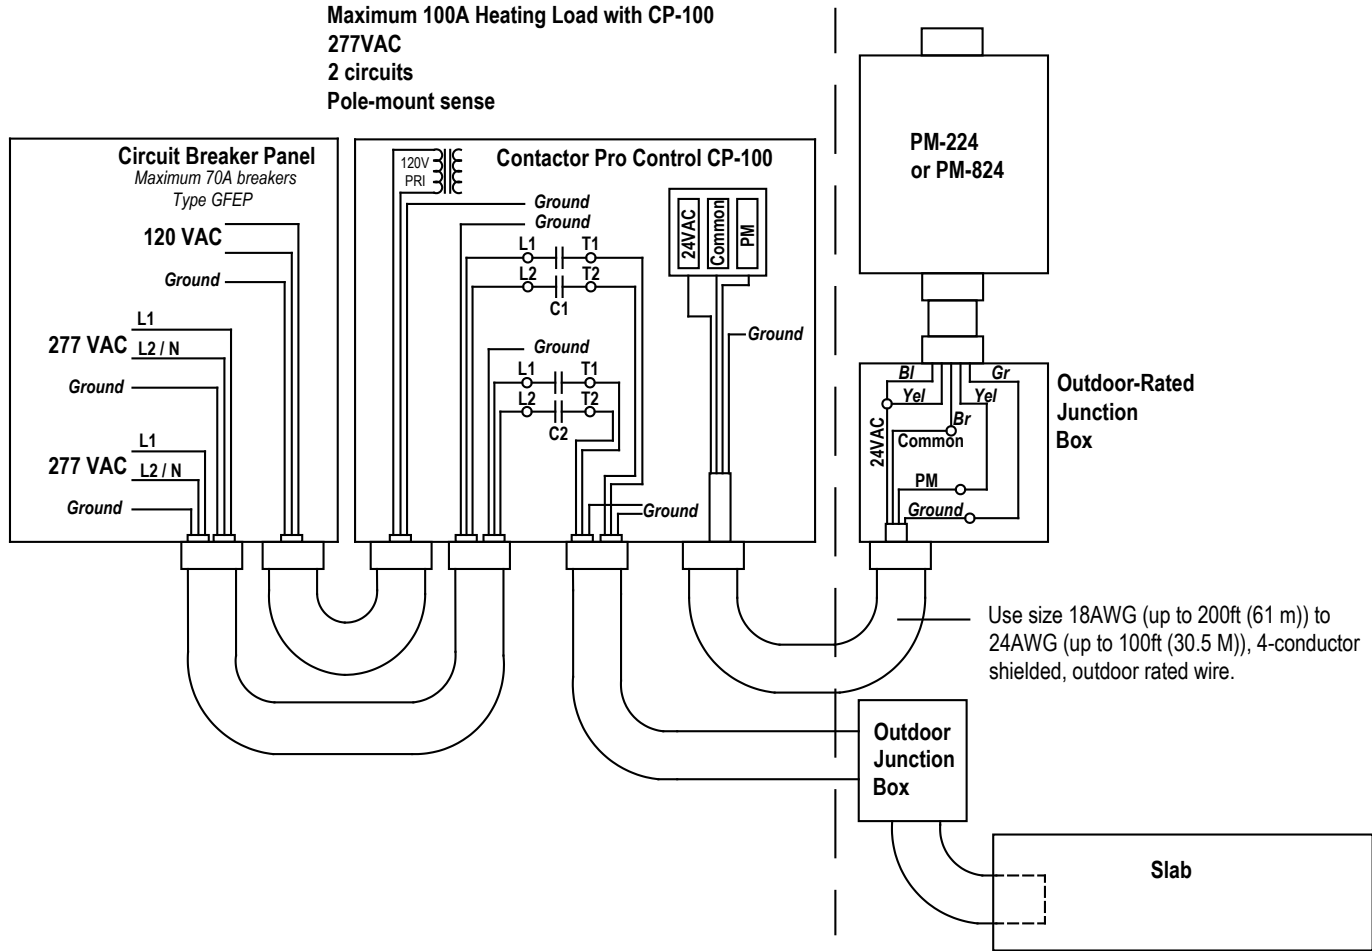 Maximum 100A Heating Load with CP-100
277VAC
2 circuits
Pole-mount sense
Circuit Breaker Panel
Maximum 70A breakers
Type GFEP
120 VAC
Ground
L1
277 VAC
L2 / N
Ground
L1
277 VAC
L2 / N
Ground
Contactor Pro Control CP-100
120V
PRI
Ground
Ground
L1
T1
L2
T2
C1
Ground
L1
T1
L2
T2
C2
Ground
24VAC
Common
PM
Ground
PM-224
or PM-824
Bl
Gr
Yel
Yel
Br
24VAC
Common
PM
Ground
Outdoor-Rated
Junction
Box
Use size 18AWG (up to 200ft (61 m)) to
24AWG (up to 100ft (30.5 M)), 4-conductor
shielded, outdoor rated wire.
Outdoor
Junction
Box
Slab